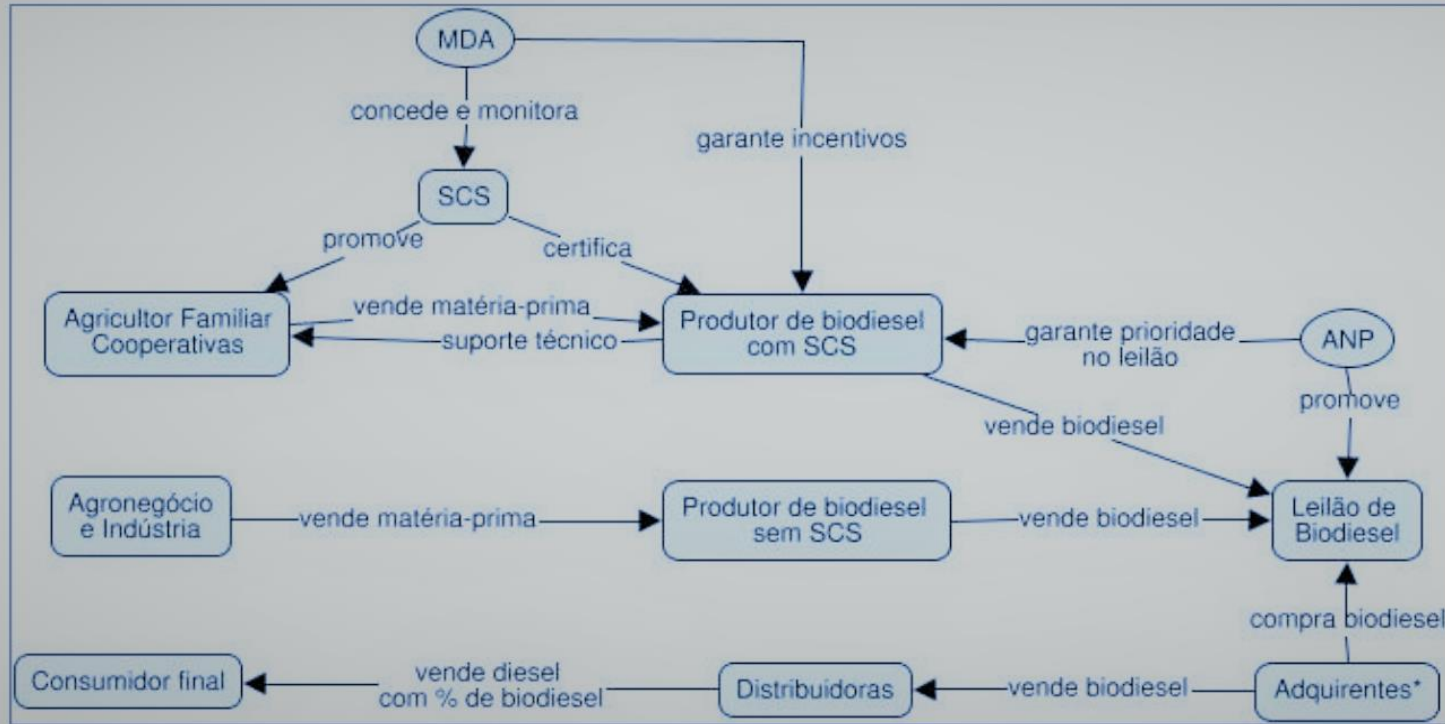 MDA
concede e monitora
garante incentivos
SCS
promove
certifica
Agricultor Familiar
Cooperativas
vende matéria-prima
suporte técnico
Produtor de biodiesel
com SCS
garante prioridade
no leilão
ANP
promove
vende biodiesel
Agronegócio
e Indústria
vende matéria-prima
Produtor de biodiesel
sem SCS
vende biodiesel
Leilão de
Biodiesel
compra biodiesel
Consumidor final
vende diesel
com % de biodiesel
Distribuidoras
vende biodiesel
Adquirentes*